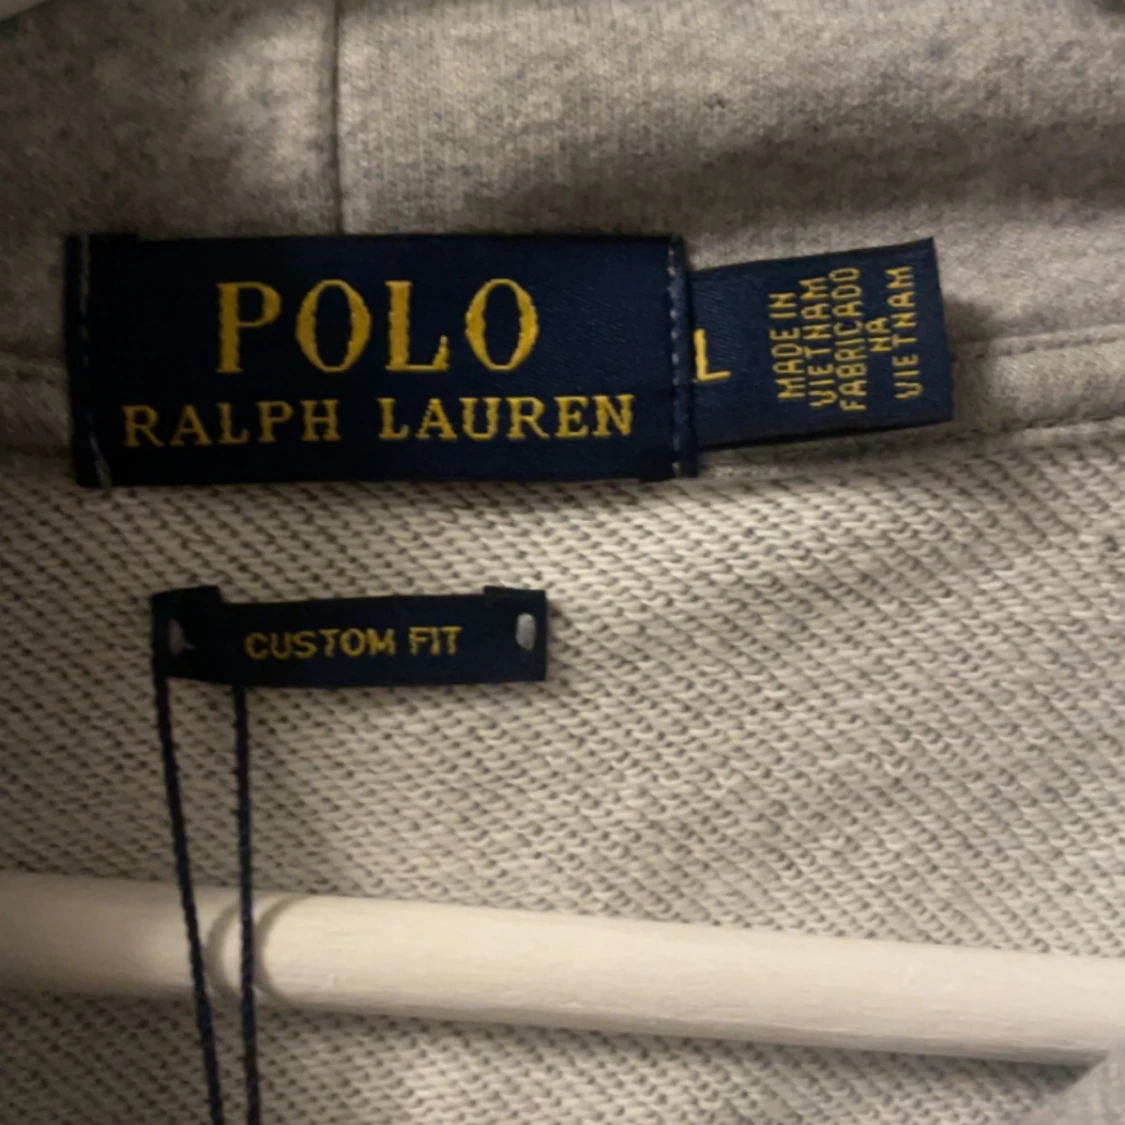 POLO
RALPH LAUREN
L
MADE IN
VIETNAM
FABRICADO
NA
VIETNAM
CUSTOM FIT